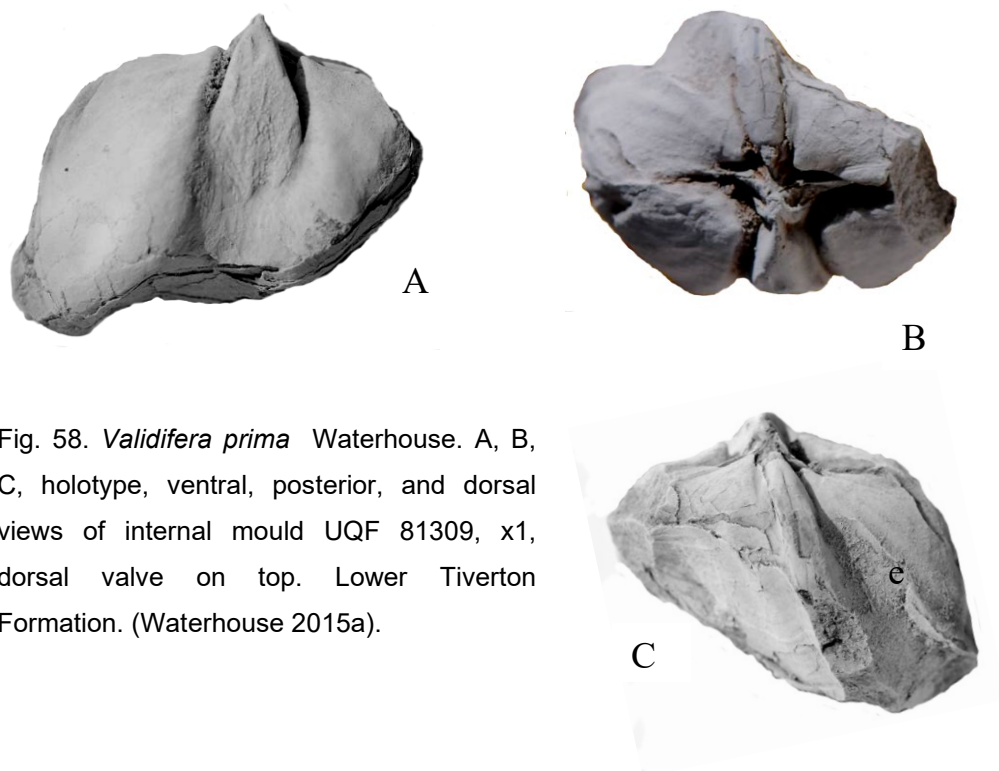 A
B
Fig. 58. Validifera prima Waterhouse. A, B,
C, holotype, ventral, posterior, and dorsal
views of internal mould UQF 81309, x1,
dorsal valve on top. Lower Tiverton
Formation. (Waterhouse 2015a).
e
C